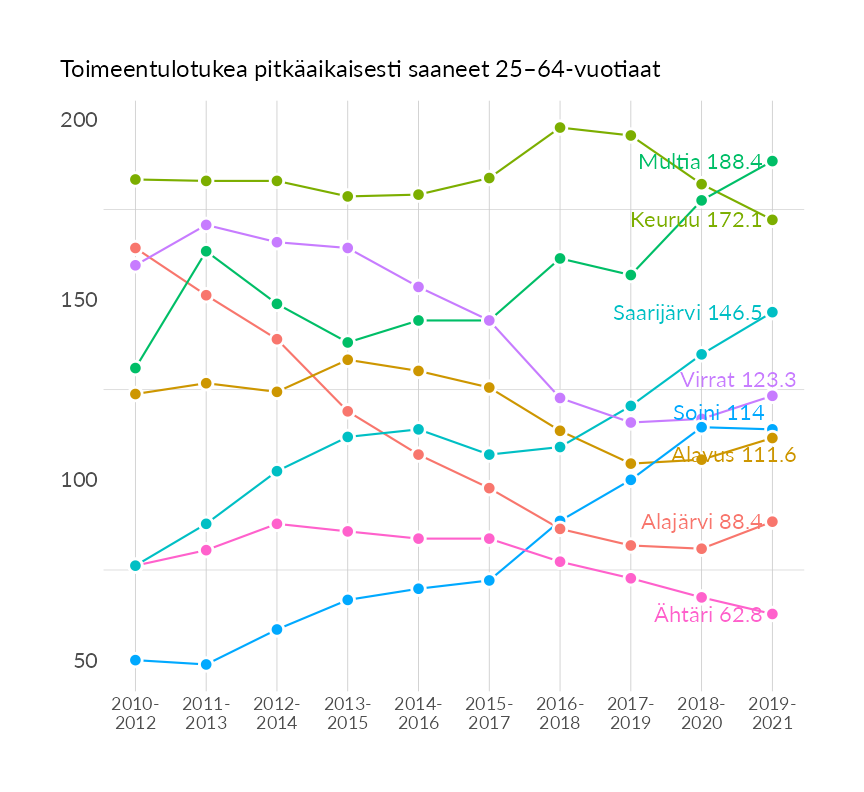 Toimeentulotukea pitkäaikaisesti saaneet 25–64-vuotiaat
200
Multia 188.4
Keuruu 172.1
150
Saarijärvi 146.5
Virrat 123.3
Soini 114
Alavus 111.6
100
Alajärvi 88.4
Ähtäri 62.8
50
2010- 2011- 2012- 2013- 2014- 2015- 2016- 2017- 2018- 2019-
2012 2013 2014 2015 2016 2017 2018 2019 2020 2021